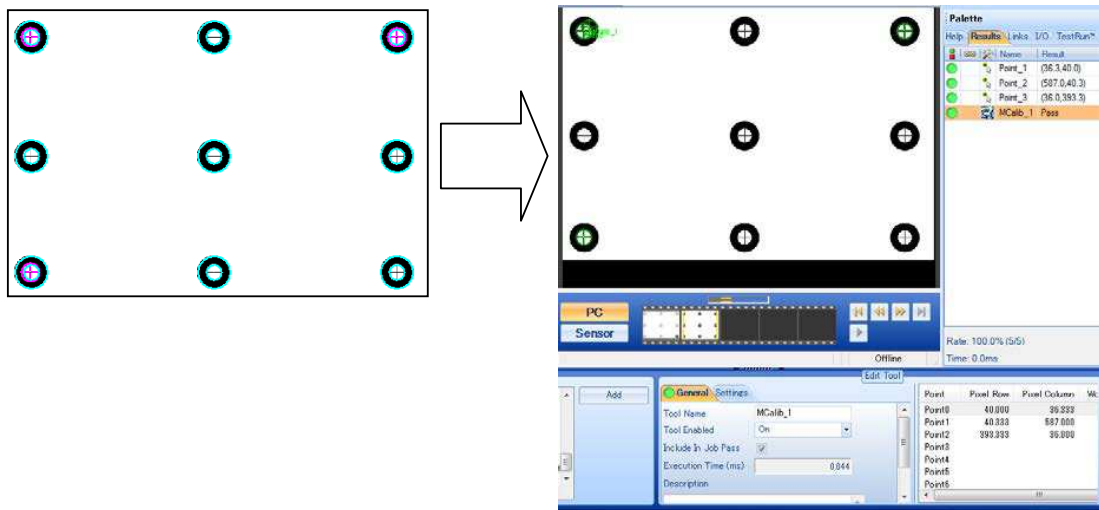 Palette
Help Results Links I/O TestRun™
Name Result
Point_1 (36.3,40.0)
Point_2 (587.0,40.3)
Point_3 (36.0,393.3)
MCalib_1 Pass
PC
Sensor
Offline
Rate: 100.0% (5/5)
Time: 0.0ms
Edit Tool
Add
General Settings
Tool Name MCalib_1
Tool Enabled On
Include In Job Pass
Execution Time (ms) 0.844
Description
Point Pixel Row Pixel Column
Point0 40.000 36.333
Point1 40.333 587.000
Point2 393.333 36.000
Point3
Point4
Point5
Point6